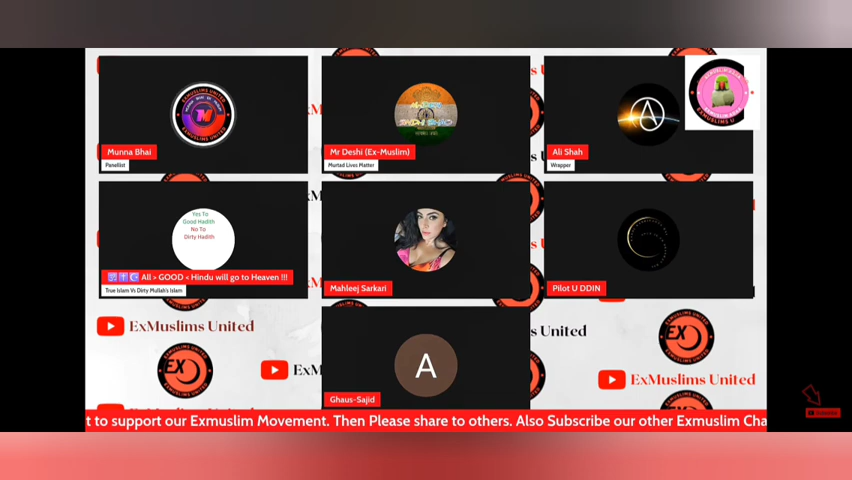 Munna Bhai
Panellist
Mr Deshi (Ex-Muslim)
Murtad Lives Matter
Ali Shah
Wrapper
Yes To
Good Hadith
No To
Dirty Hadith
🕉✝☪ All > GOOD < Hindu will go to Heaven !!!
True Islam Vs Dirty Mullah's Islam
Mahleej Sarkari
Pilot U DDIN
A
Ghaus-Sajid
ExMuslims United
s United
ExM
ExMuslims United
EX
EXMUSLIMS UNITED
t to support our Exmuslim Movement. Then Please share to others. Also Subscribe our other Exmuslim Cha